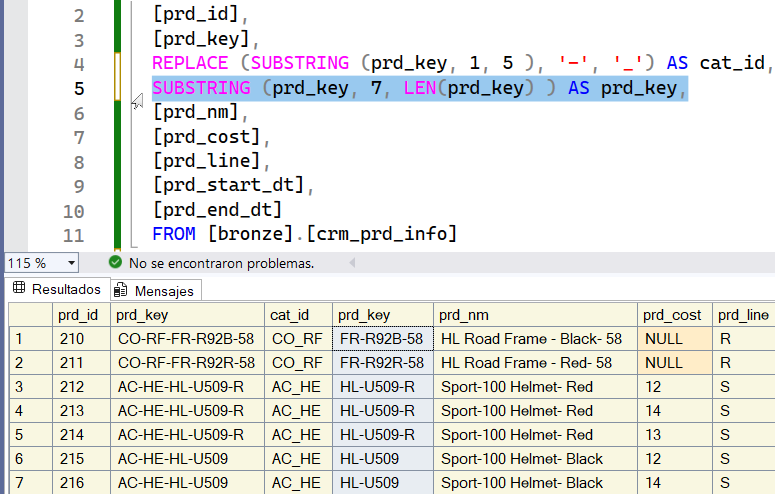 2 [prd_id],
3 [prd_key],
4 REPLACE (SUBSTRING (prd_key, 1, 5 ), '-', '_') AS cat_id,
5 SUBSTRING (prd_key, 7, LEN(prd_key) ) AS prd_key,
6 [prd_nm],
7 [prd_cost],
8 [prd_line],
9 [prd_start_dt],
10 [prd_end_dt]
11 FROM [bronze].[crm_prd_info]
115 % No se encontraron problemas.
Resultados Mensajes
prd_id prd_key cat_id prd_key prd_nm prd_cost prd_line
1 210 CO-RF-FR-R92B-58 CO_RF FR-R92B-58 HL Road Frame - Black- 58 NULL R
2 211 CO-RF-FR-R92R-58 CO_RF FR-R92R-58 HL Road Frame - Red- 58 NULL R
3 212 AC-HE-HL-U509-R AC_HE HL-U509-R Sport-100 Helmet- Red 12 S
4 213 AC-HE-HL-U509-R AC_HE HL-U509-R Sport-100 Helmet- Red 14 S
5 214 AC-HE-HL-U509-R AC_HE HL-U509-R Sport-100 Helmet- Red 13 S
6 215 AC-HE-HL-U509 AC_HE HL-U509 Sport-100 Helmet- Black 12 S
7 216 AC-HE-HL-U509 AC_HE HL-U509 Sport-100 Helmet- Black 14 S